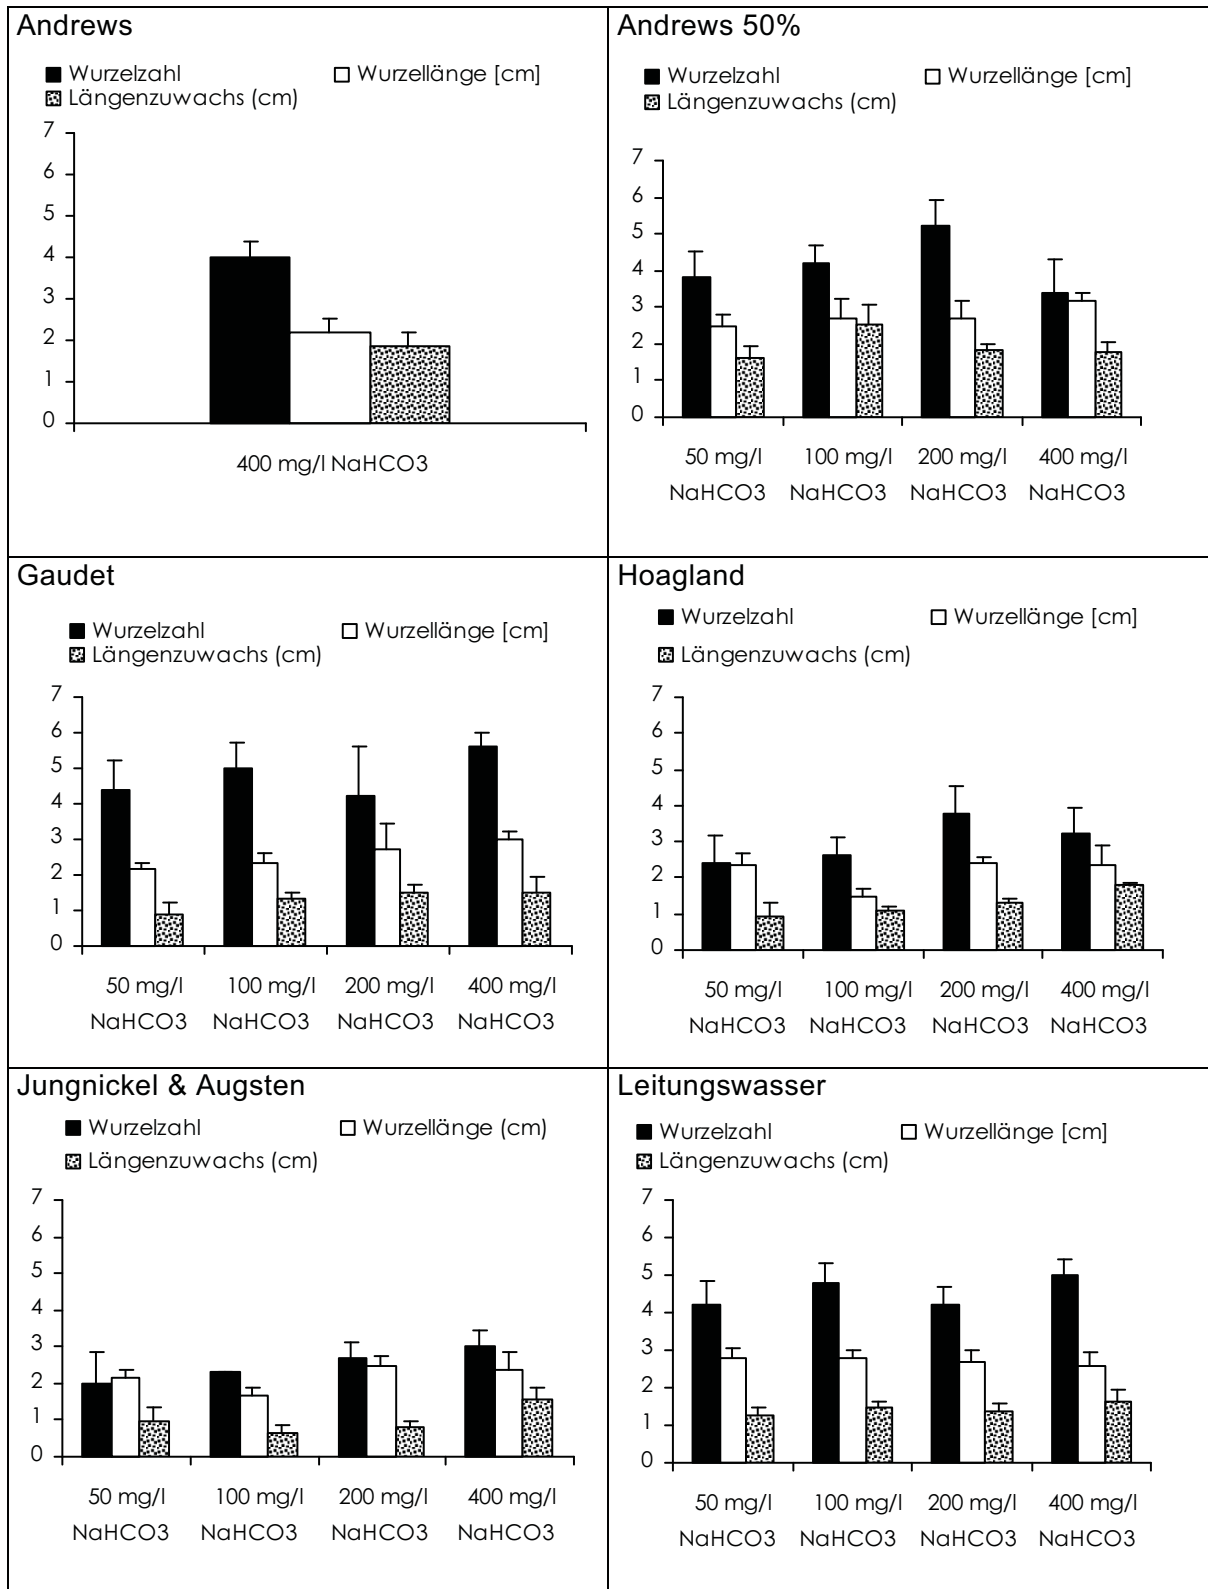 Andrews
Wurzelzahl Wurzellänge [cm]
Längenzuwachs (cm)
7
6
5
4
3
2
1
0
400 mg/l NaHCO3
Andrews 50%
Wurzelzahl Wurzellänge [cm]
Längenzuwachs (cm)
7
6
5
4
3
2
1
0
50 mg/l 100 mg/l 200 mg/l 400 mg/l
NaHCO3 NaHCO3 NaHCO3 NaHCO3
Gaudet
Wurzelzahl Wurzellänge [cm]
Längenzuwachs (cm)
7
6
5
4
3
2
1
0
50 mg/l 100 mg/l 200 mg/l 400 mg/l
NaHCO3 NaHCO3 NaHCO3 NaHCO3
Hoagland
Wurzelzahl Wurzellänge [cm]
Längenzuwachs (cm)
7
6
5
4
3
2
1
0
50 mg/l 100 mg/l 200 mg/l 400 mg/l
NaHCO3 NaHCO3 NaHCO3 NaHCO3
Jungnickel & Augsten
Wurzelzahl Wurzellänge (cm)
Längenzuwachs (cm)
7
6
5
4
3
2
1
0
50 mg/l 100 mg/l 200 mg/l 400 mg/l
NaHCO3 NaHCO3 NaHCO3 NaHCO3
Leitungswasser
Wurzelzahl Wurzellänge [cm]
Längenzuwachs (cm)
7
6
5
4
3
2
1
0
50 mg/l 100 mg/l 200 mg/l 400 mg/l
NaHCO3 NaHCO3 NaHCO3 NaHCO3